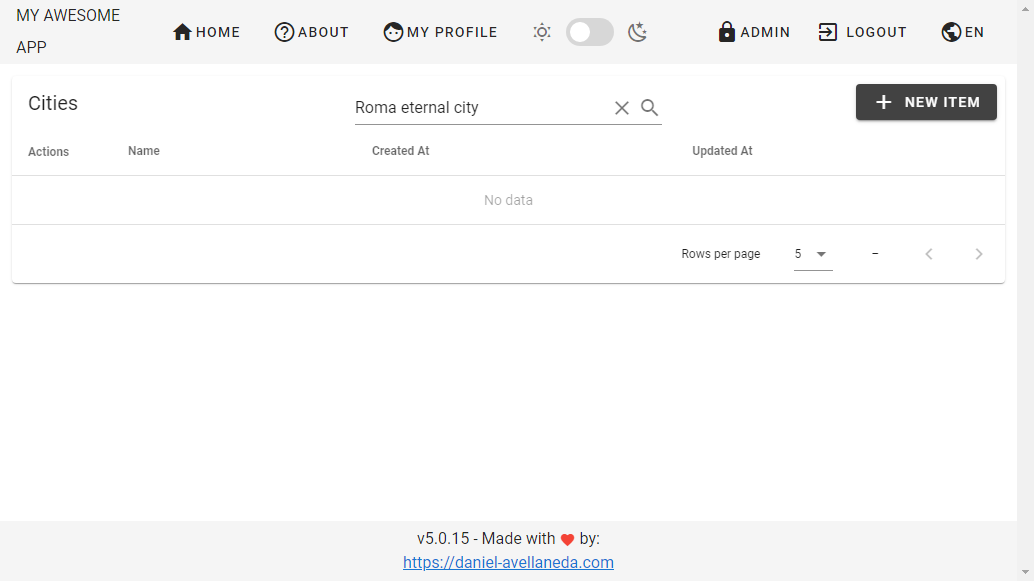 MY AWESOME
APP
HOME
ABOUT
MY PROFILE
ADMIN
LOGOUT
EN
Cities
Roma eternal city
NEW ITEM
Actions
Name
Created At
Updated At
No data
Rows per page
5
–
v5.0.15 - Made with by:
https://daniel-avellaneda.com